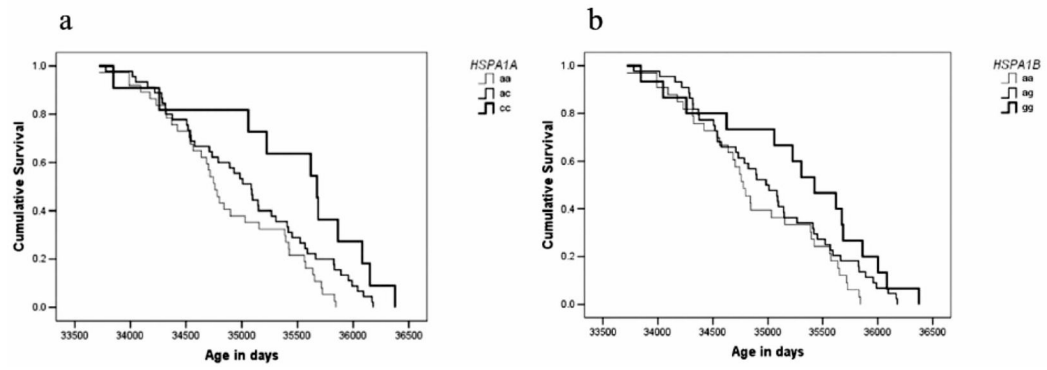 a
HSPA1A
aa
ac
cc
Cumulative Survival
1.0
0.8
0.6
0.4
0.2
0.0
33500 34000 34500 35000 35500 36000 36500
Age in days
b
HSPA1B
aa
ag
gg
Cumulative Survival
1.0
0.8
0.6
0.4
0.2
0.0
33500 34000 34500 35000 35500 36000 36500
Age in days